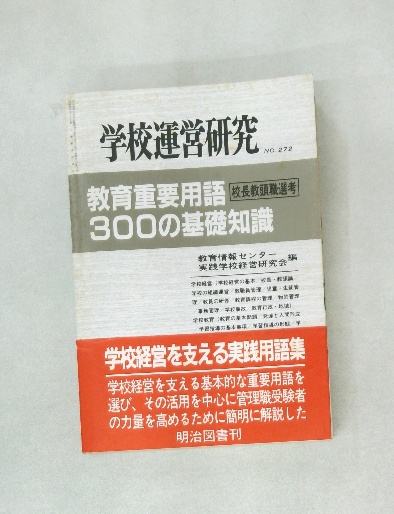 学校運営研究
NO.272
教育重要用語
校長教頭職選考
300の基礎知識
教育情報センター
実践学校経営研究会 編
学校経営を支える実践用語集
学校経営を支える基本的な重要用語を
選び、その活用を中心に管理職受験者
の力量を高めるために簡明に解説した
明治図書刊